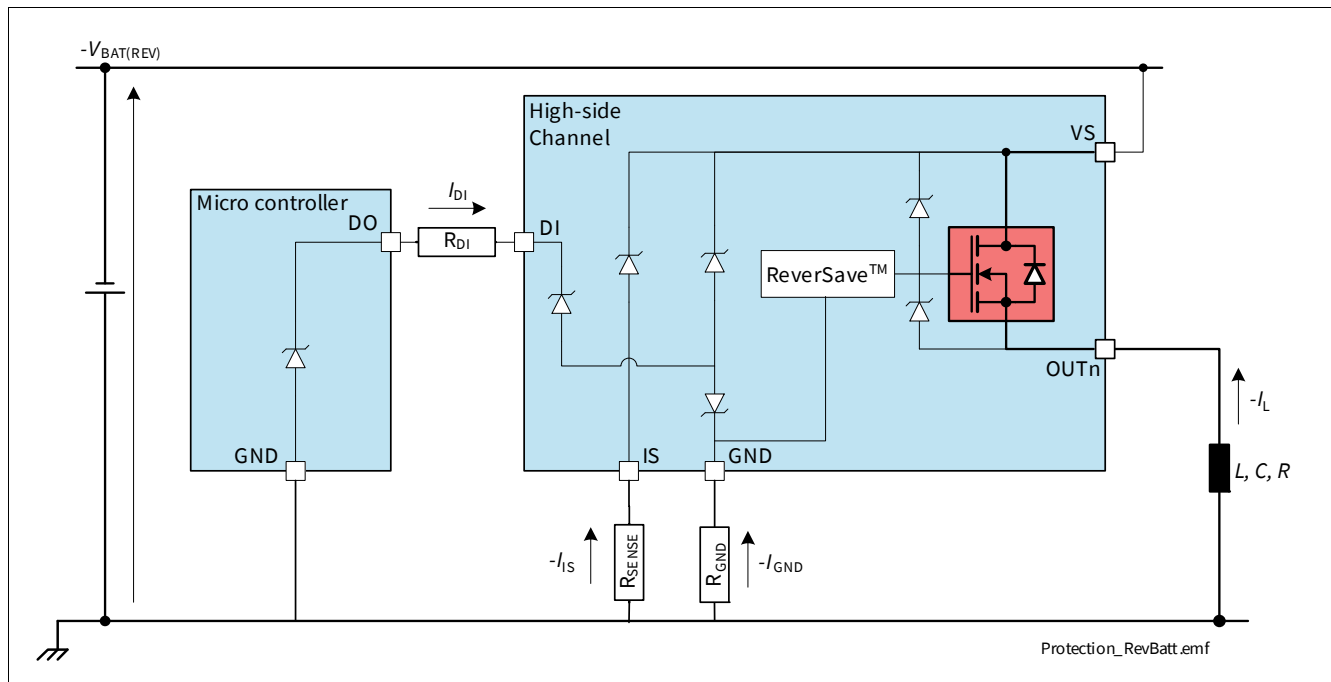 -VBAT(REV)
High-side
Channel
VS
Micro controller
DO
IDI
RDI
DI
ReverSave™
OUTn
-IL
GND
IS
GND
L, C, R
-IIS
RSENSE
RGND
-IGND
Protection_RevBatt.emf